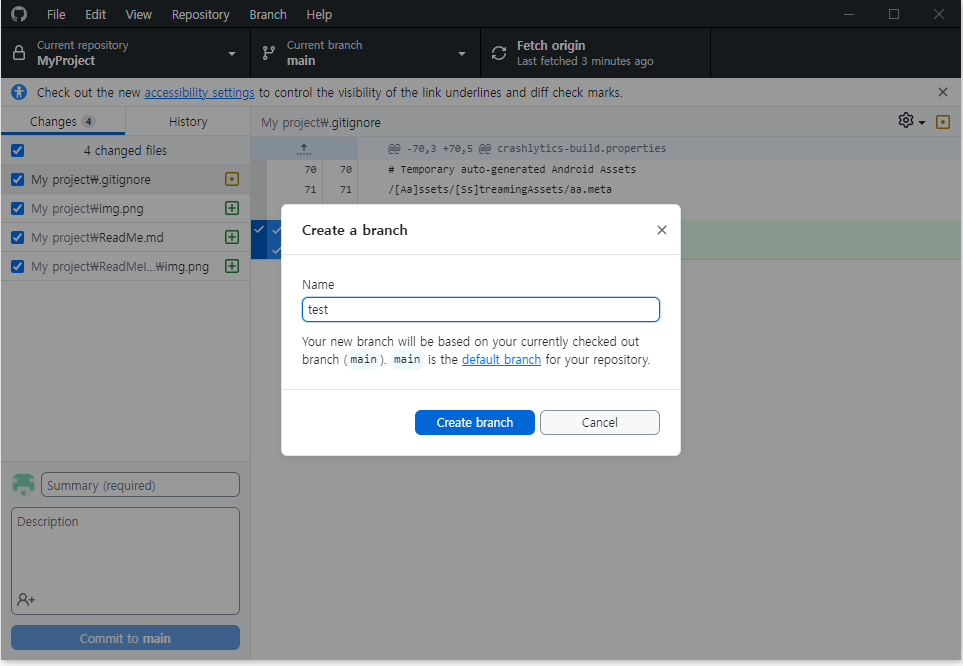 File Edit View Repository Branch Help
Current repository
MyProject
Current branch
main
Fetch origin
Last fetched 3 minutes ago
Check out the new accessibility settings to control the visibility of the link underlines and diff check marks.
Changes 4
History
My project₩.gitignore
4 changed files
My project₩.gitignore
My project₩img.png
My project₩ReadMe.md
My project₩ReadMeI...₩img.png
@@ -70,3 +70,5 @@ crashlytics-build.properties
70 70 # Temporary auto-generated Android Assets
71 71 /[Aa]ssets/[Ss]treamingAssets/aa.meta
Create a branch
Name
test
Your new branch will be based on your currently checked out
branch (main). main is the default branch for your repository.
Create branch
Cancel
Summary (required)
Description
Commit to main